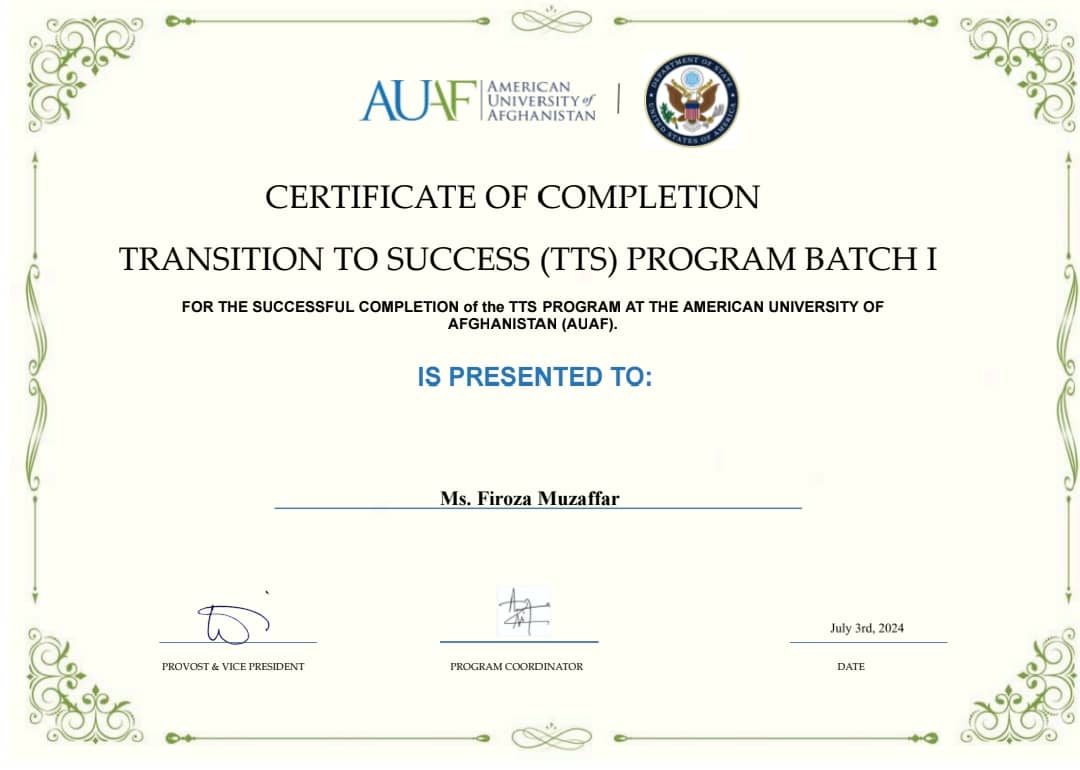 AUAF
AMERICAN
UNIVERSITY of
AFGHANISTAN
DEPARTMENT OF STATE
UNITED STATES OF AMERICA
CERTIFICATE OF COMPLETION
TRANSITION TO SUCCESS (TTS) PROGRAM BATCH I
FOR THE SUCCESSFUL COMPLETION of the TTS PROGRAM AT THE AMERICAN UNIVERSITY OF
AFGHANISTAN (AUAF).
IS PRESENTED TO:
Ms. Firoza Muzaffar
July 3rd, 2024
PROVOST & VICE PRESIDENT
PROGRAM COORDINATOR
DATE